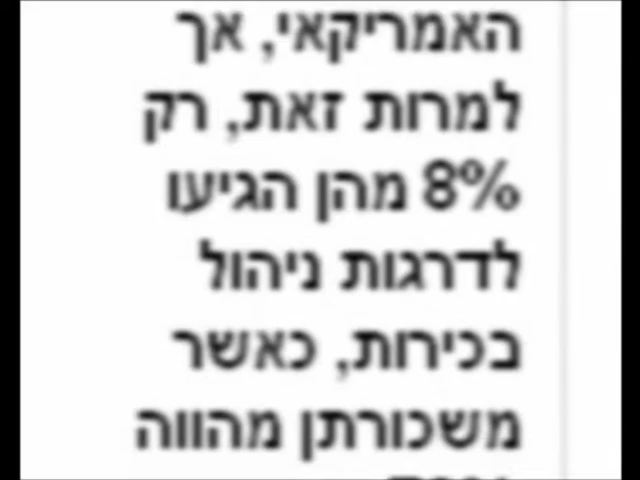 האמריקאי, אך
למרות זאת, רק
8% מהן הגיעו
לדרגות ניהול
בכירות, כאשר
משכורתן מהווה